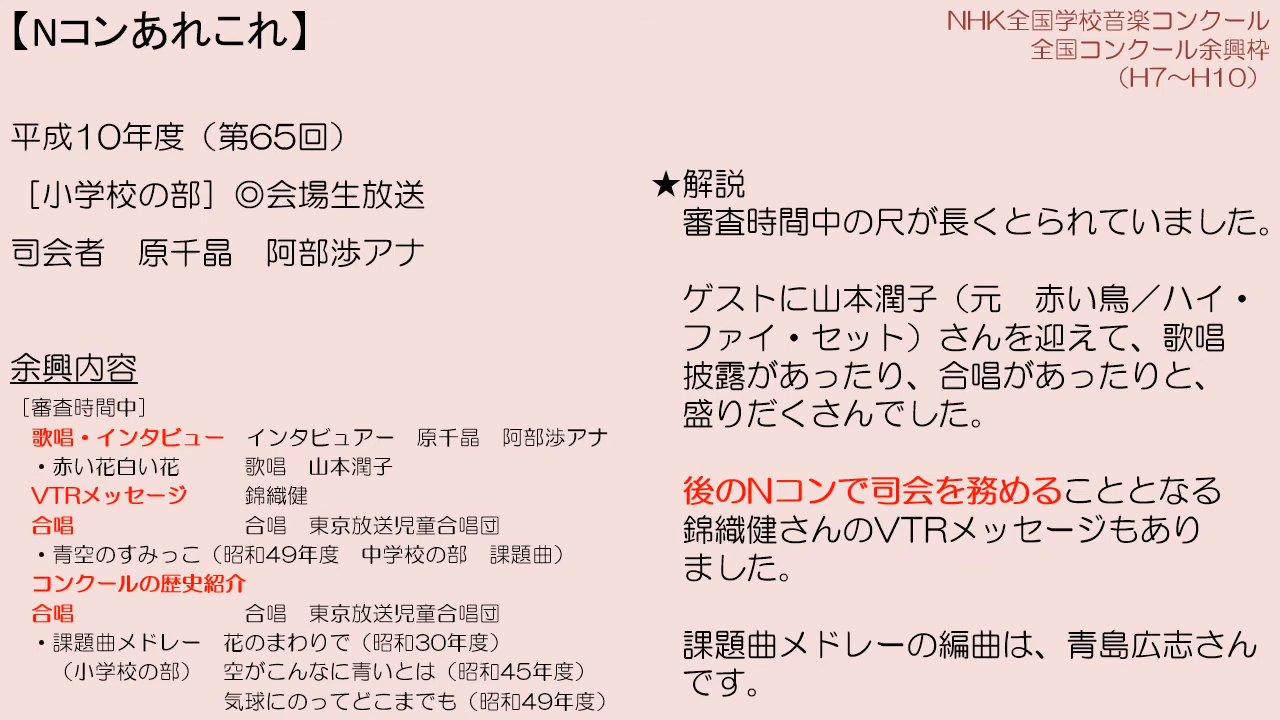 【Nコンあれこれ】
NHK全国学校音楽コンクール
全国コンクール余興枠
（H7～H10）
平成10年度（第65回）
［小学校の部］◎会場生放送
司会者　原千晶　阿部渉アナ
余興内容
［審査時間中］
歌唱・インタビュー　インタビュアー　原千晶　阿部渉アナ
・赤い花白い花　歌唱　山本潤子
VTRメッセージ　錦織健
合唱　合唱　東京放送児童合唱団
・青空のすみっこ（昭和49年度　中学校の部　課題曲）
コンクールの歴史紹介
合唱　合唱　東京放送児童合唱団
・課題曲メドレー　花のまわりで（昭和30年度）
（小学校の部）　空がこんなに青いとは（昭和45年度）
気球にのってどこまでも（昭和49年度）
★解説
審査時間中の尺が長くとられていました。
ゲストに山本潤子（元　赤い鳥／ハイ・
ファイ・セット）さんを迎えて、歌唱
披露があったり、合唱があったりと、
盛りだくさんでした。
後のNコンで司会を務めることとなる
錦織健さんのVTRメッセージもあり
ました。
課題曲メドレーの編曲は、青島広志さん
です。